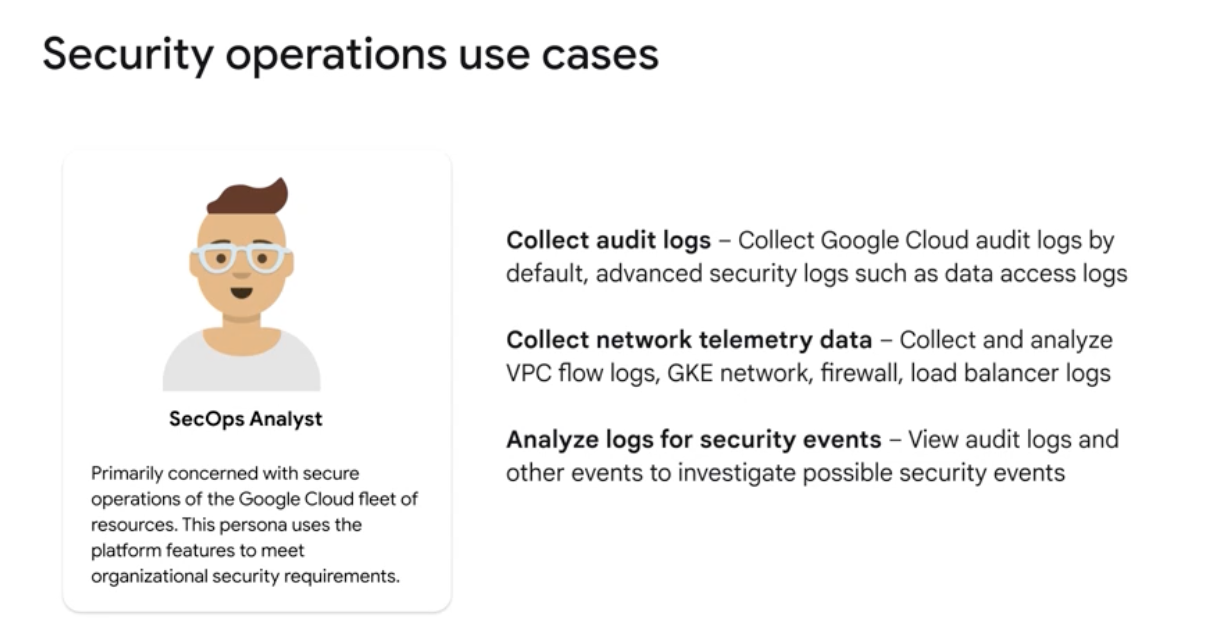 Security operations use cases
SecOps Analyst
Primarily concerned with secure
operations of the Google Cloud fleet of
resources. This persona uses the
platform features to meet
organizational security requirements.
Collect audit logs – Collect Google Cloud audit logs by
default, advanced security logs such as data access logs
Collect network telemetry data – Collect and analyze
VPC flow logs, GKE network, firewall, load balancer logs
Analyze logs for security events – View audit logs and
other events to investigate possible security events